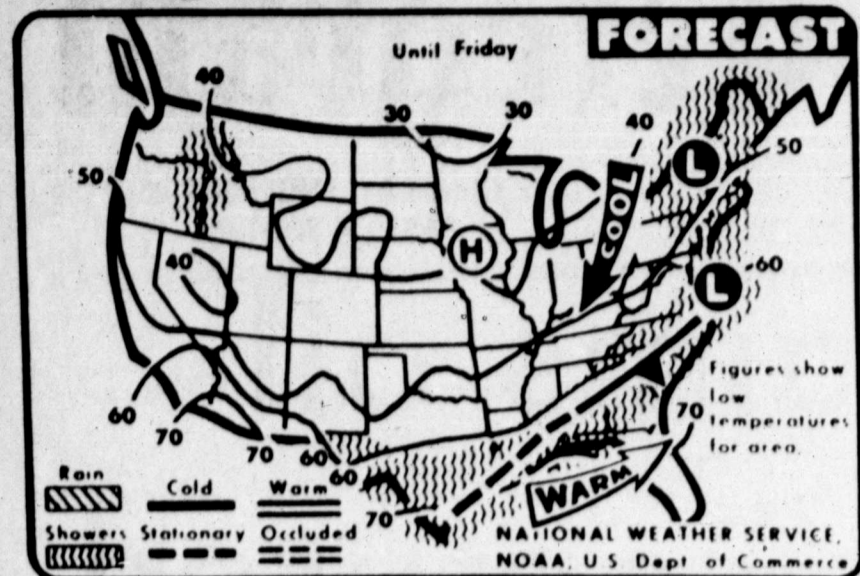 FORECAST
Until Friday
40
30
30
40
50
50
H
L
COOL
40
L
60
Figures show
low
temperatures
for area.
60
70
70
60
60
70
70
WARM
Rain
Cold
Warm
Showers
Stationary
Occluded
NATIONAL WEATHER SERVICE,
NOAA, U.S. Dept of Commerce